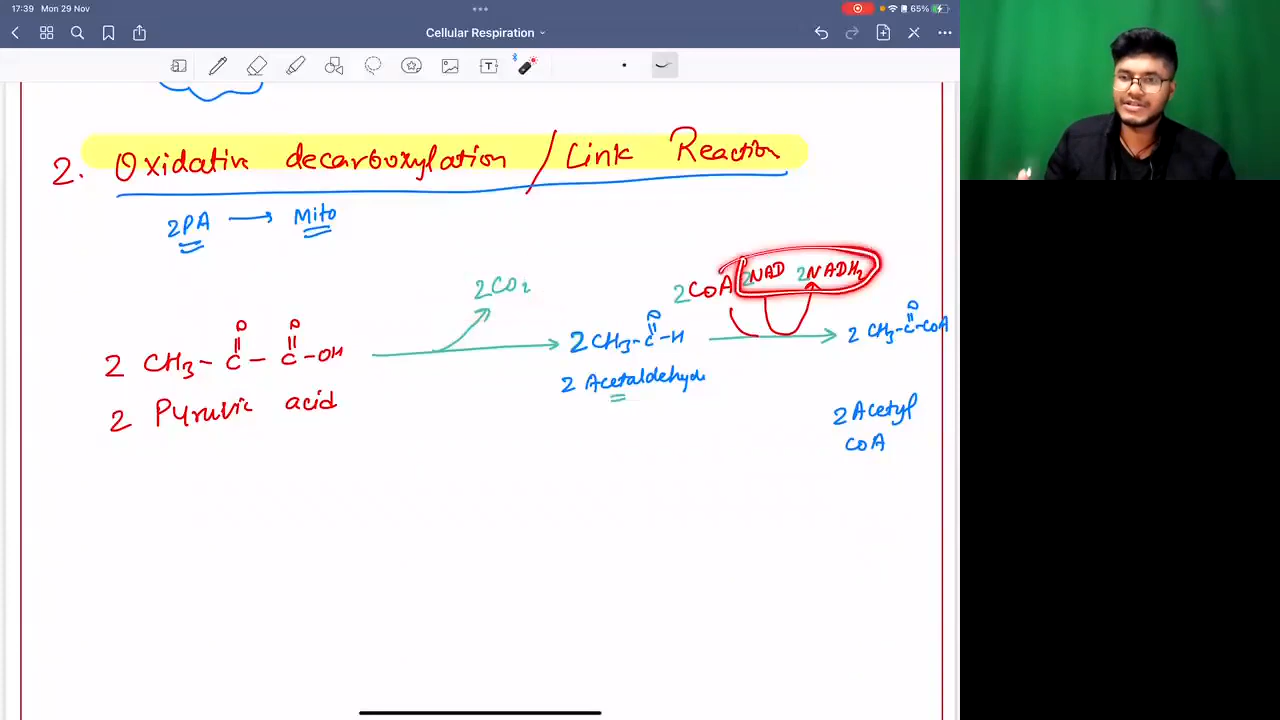 17:39 Mon 29 Nov
65%
Cellular Respiration
2. Oxidative decarboxylation / Link Reaction
2PA → Mito
2CO2
2COA 2NAD 2NADH2
2 CH3 - C - C - OH
O O
2 CH3 - C - H
O
2 CH3 - C - COA
O
2 Pyruvic acid
2 Acetaldehyde
2 Acetyl
COA